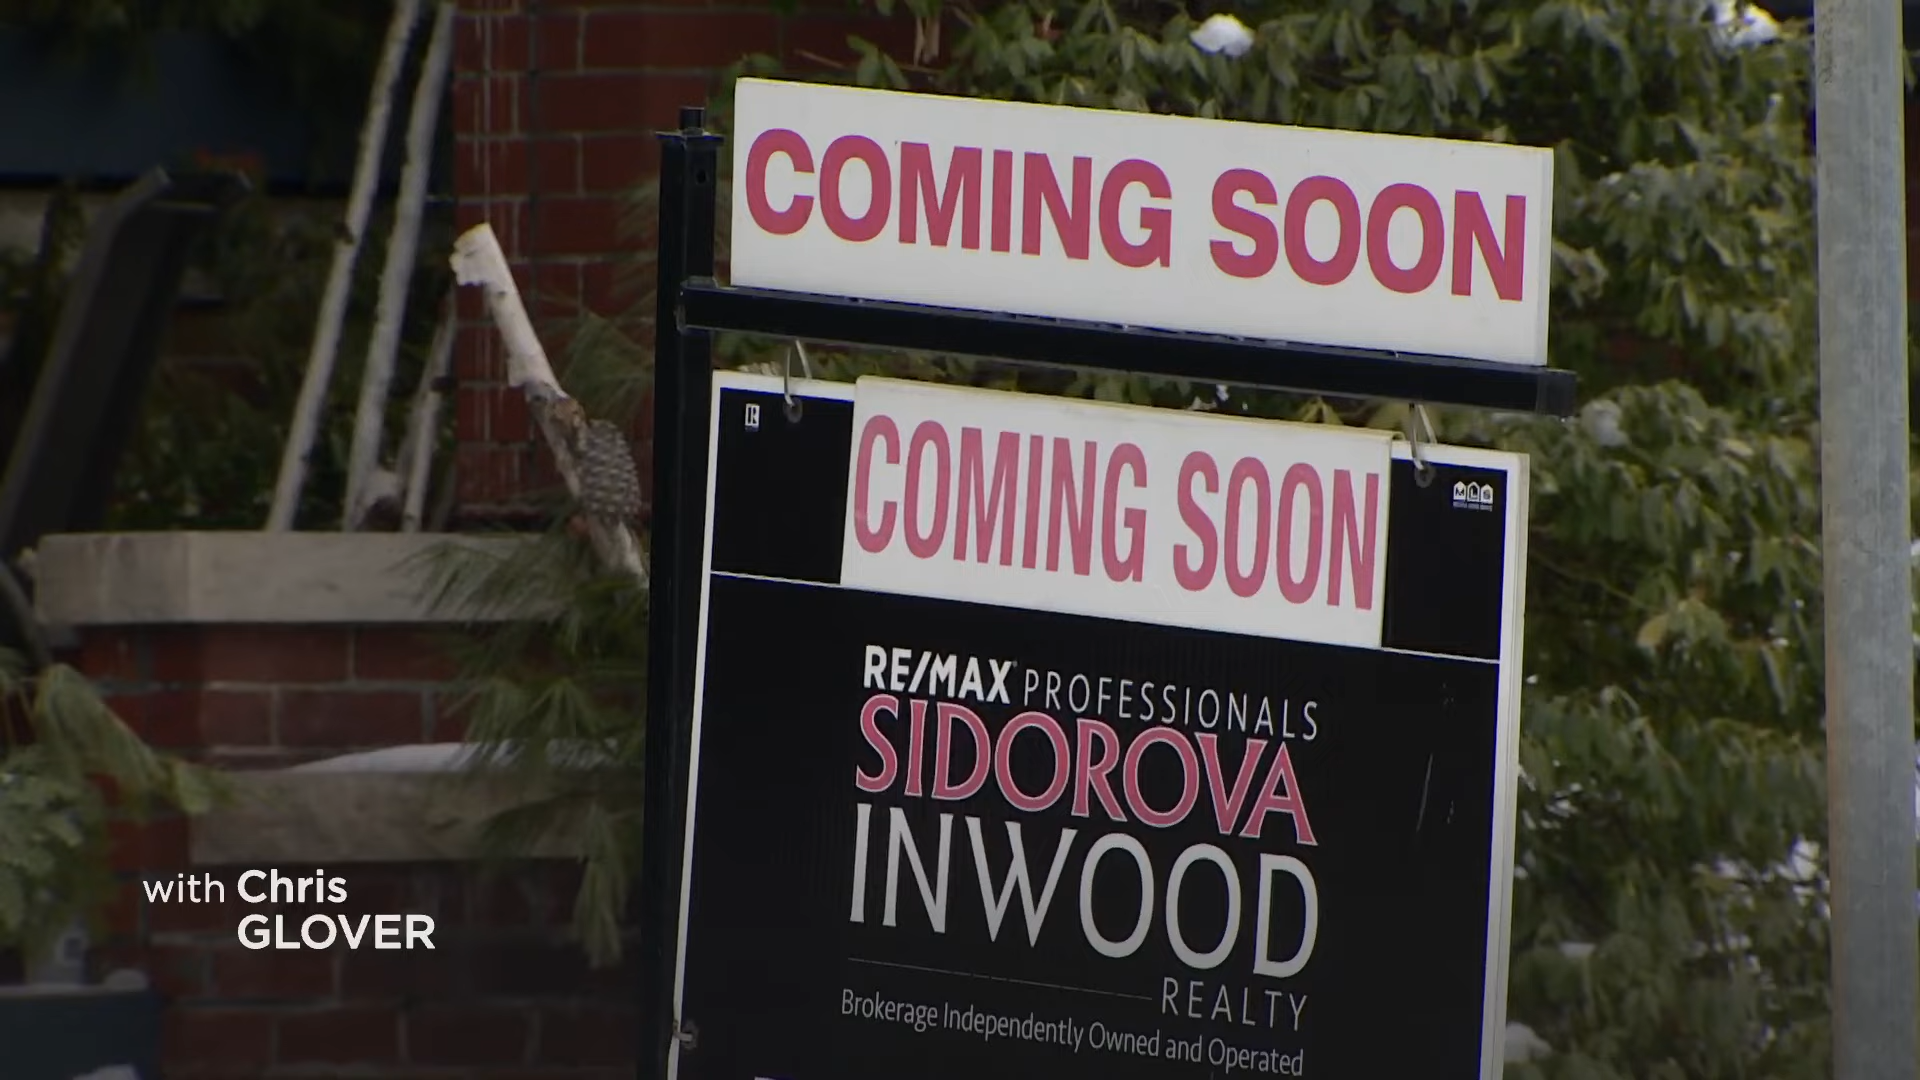 COMING SOON
COMING SOON
RE/MAX PROFESSIONALS
SIDOROVA
INWOOD
REALTY
Brokerage Independently Owned and Operated
with Chris
GLOVER